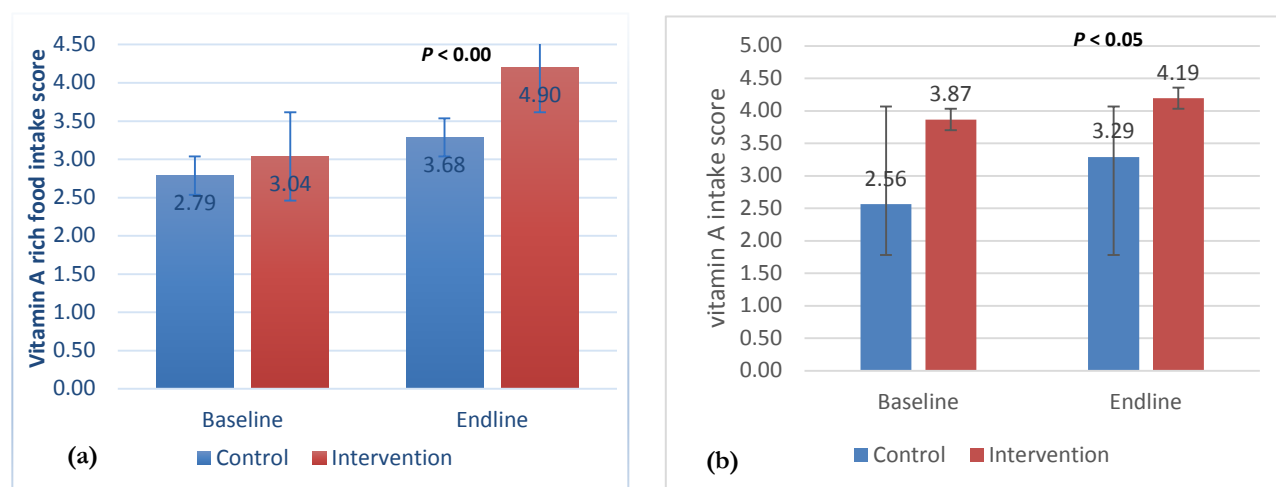 Vitamin A rich food intake score
4.50
4.00
3.50
3.00
2.50
2.00
1.50
1.00
0.50
0.00
P < 0.00
2.79
3.04
3.68
4.90
Baseline
Endline
Control
Intervention
(a)
vitamin A intake score
5.00
4.50
4.00
3.50
3.00
2.50
2.00
1.50
1.00
0.50
0.00
P < 0.05
2.56
3.87
3.29
4.19
Baseline
Endline
Control
Intervention
(b)